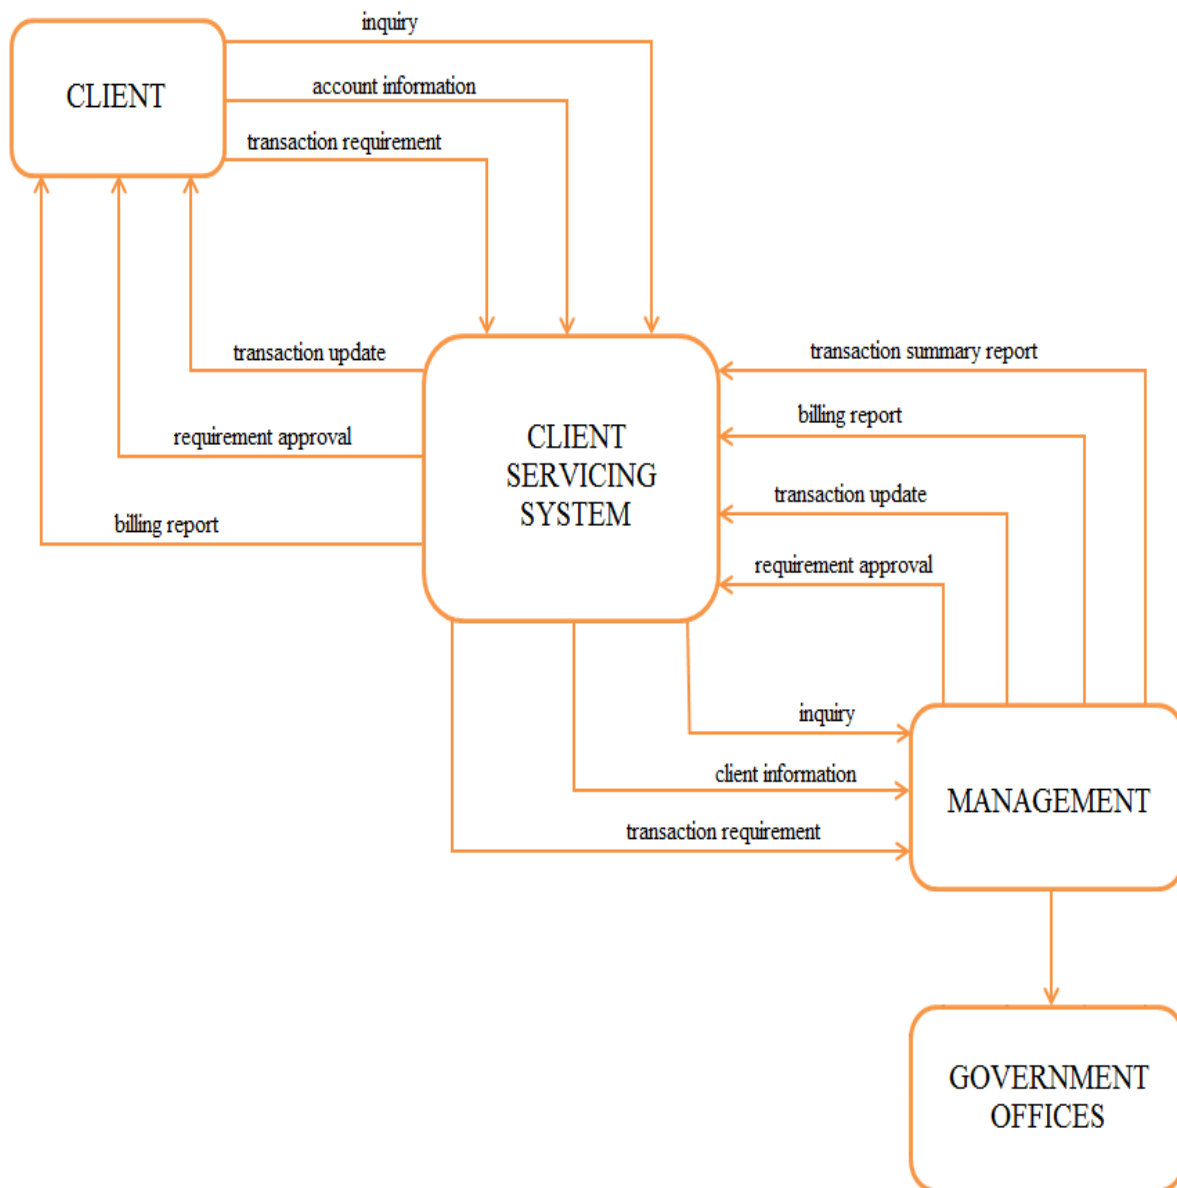 inquiry
CLIENT
account information
transaction requirement
transaction update
transaction summary report
requirement approval
billing report
CLIENT
SERVICING
SYSTEM
billing report
transaction update
requirement approval
inquiry
client information
MANAGEMENT
transaction requirement
GOVERNMENT
OFFICES